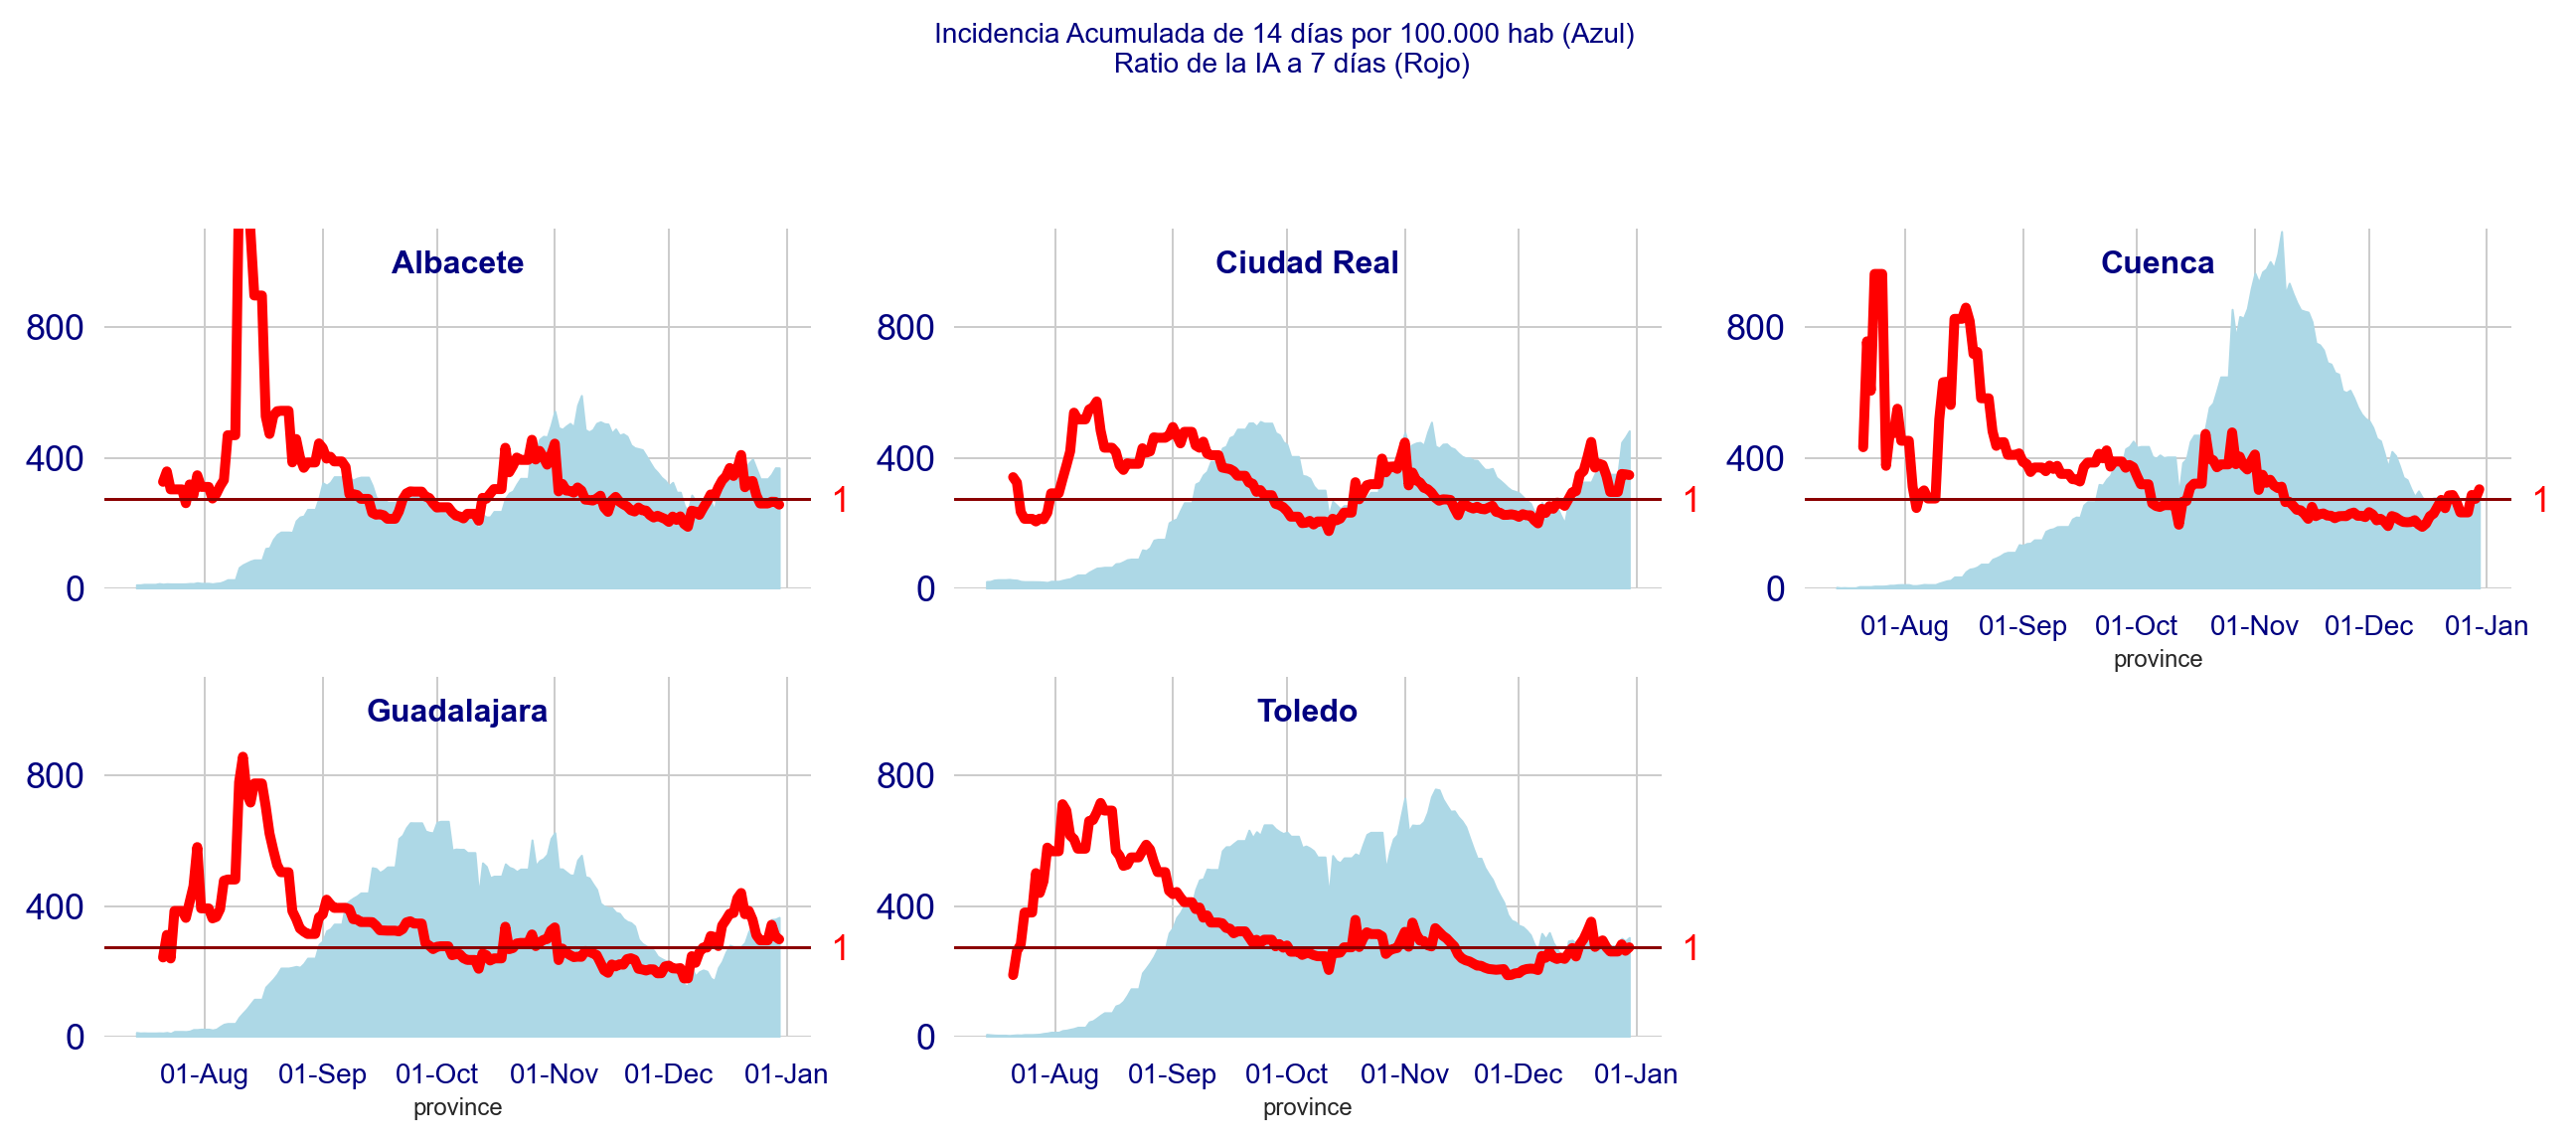 Incidencia Acumulada de 14 días por 100.000 hab (Azul)
Ratio de la IA a 7 días (Rojo)
Albacete
800
400
0
1
Ciudad Real
800
400
0
1
Cuenca
800
400
0
1
01-Aug 01-Sep 01-Oct 01-Nov 01-Dec 01-Jan
province
Guadalajara
800
400
0
1
01-Aug 01-Sep 01-Oct 01-Nov 01-Dec 01-Jan
province
Toledo
800
400
0
1
01-Aug 01-Sep 01-Oct 01-Nov 01-Dec 01-Jan
province